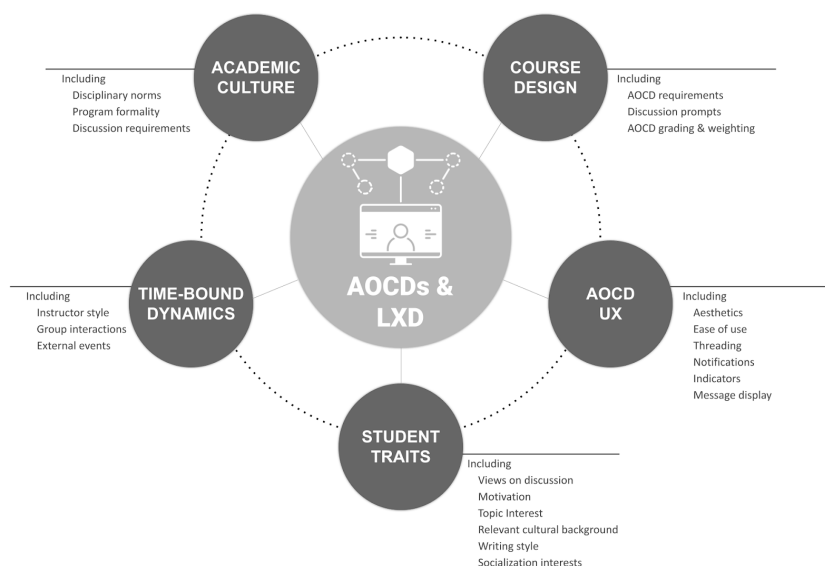 ACADEMIC
CULTURE
Including
Disciplinary norms
Program formality
Discussion requirements
COURSE
DESIGN
Including
AOCD requirements
Discussion prompts
AOCD grading & weighting
AOCDs &
LXD
TIME-BOUND
DYNAMICS
Including
Instructor style
Group interactions
External events
AOCD
UX
Including
Aesthetics
Ease of use
Threading
Notifications
Indicators
Message display
STUDENT
TRAITS
Including
Views on discussion
Motivation
Topic Interest
Relevant cultural background
Writing style
Socialization interests